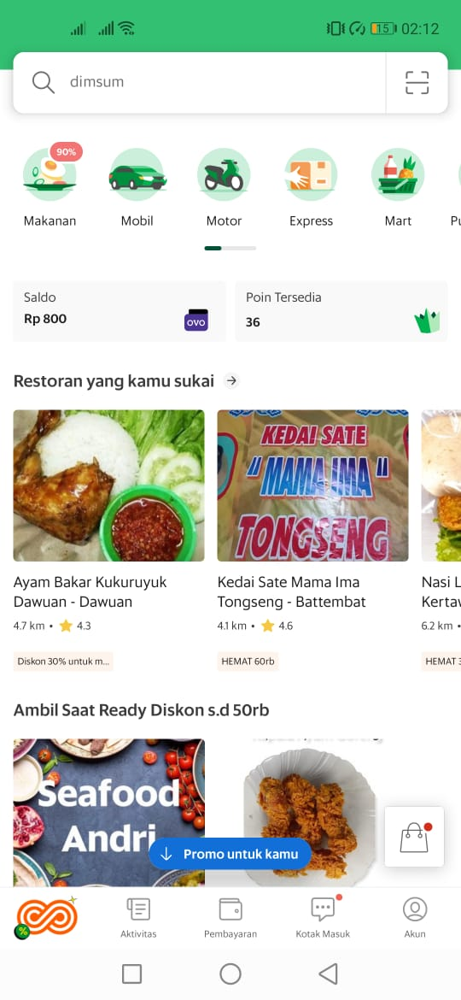 15 02:12
dimsum
90%
Makanan Mobil Motor Express Mart
Saldo
Rp 800
OVO
Poin Tersedia
36
Restoran yang kamu sukai
KEDAI SATE
"MAMA IMA"
TONGSENG
Ayam Bakar Kukuruyuk
Dawuan - Dawuan
4.7 km • 4.3
Diskon 30% untuk m...
Kedai Sate Mama Ima
Tongseng - Battembat
4.1 km • 4.6
HEMAT 60rb
Nasi
6.2 km •
HEMAT
Ambil Saat Ready Diskon s.d 50rb
Seafood
Andri
Promo untuk kamu
%
Aktivitas Pembayaran Kotak Masuk Akun